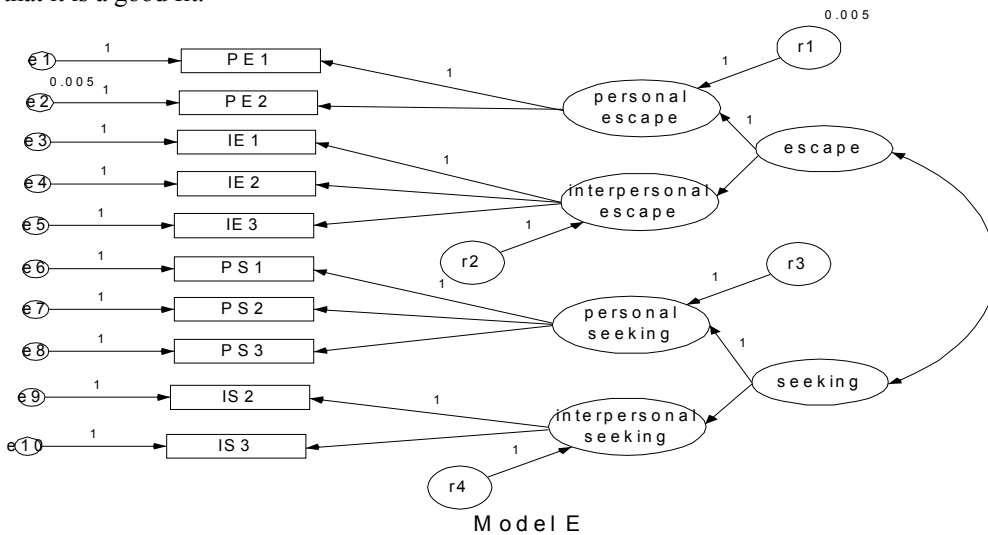 that it is a good fit.
0.005
e1 1 PE1 1 1 r1
0.005
e2 1 PE2 personal escape 1 escape
e3 1 IE1 1
e4 1 IE2 interpersonal escape
e5 1 IE3 1 r2
e6 1 PS1 1 1 r3
e7 1 PS2 personal seeking
e8 1 PS3 1 seeking
e9 1 IS2 1 interpersonal seeking
e10 1 IS3 1 r4
Model E